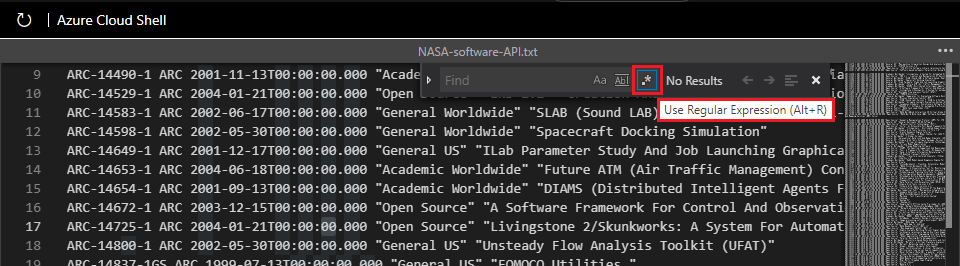 Azure Cloud Shell
NASA-software-API.txt
Find
Aa
Abl
.*
No Results
Use Regular Expression (Alt+R)
9 ARC-14490-1 ARC 2001-11-13T00:00:00.000 "Acade
10 ARC-14529-1 ARC 2004-01-21T00:00:00.000 "Open
11 ARC-14583-1 ARC 2002-06-17T00:00:00.000 "General Worldwide" "SLAB (Sound LAB)
12 ARC-14598-1 ARC 2002-05-30T00:00:00.000 "General Worldwide" "Spacecraft Docking Simulation"
13 ARC-14649-1 ARC 2001-12-17T00:00:00.000 "General US" "ILab Parameter Study And Job Launching Graphica
14 ARC-14653-1 ARC 2004-06-18T00:00:00.000 "Academic Worldwide" "Future ATM (Air Traffic Management) Con
15 ARC-14654-1 ARC 2001-09-13T00:00:00.000 "Academic Worldwide" "DIAMS (Distributed Intelligent Agents F
16 ARC-14672-1 ARC 2003-12-15T00:00:00.000 "Open Source" "A Software Framework For Control And Observati
17 ARC-14725-1 ARC 2004-01-21T00:00:00.000 "Open Source" "Livingstone 2/Skunkworks: A System For Automat
18 ARC-14800-1 ARC 2002-05-30T00:00:00.000 "General US" "Unsteady Flow Analysis Toolkit (UFAT)"
19 ARC-14837-1GS ARC 1999-07-13T00:00:00.000 "General US" "FOMOCO Utilities "